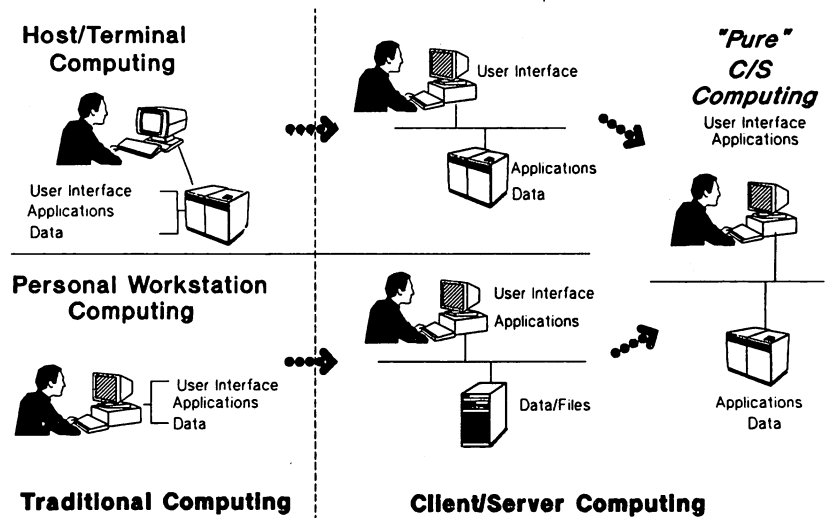 Host/Terminal
Computing
User Interface
Applications
Data
User Interface
Applications
Data
"Pure"
C/S
Computing
User Interface
Applications
Personal Workstation
Computing
User Interface
Applications
Data
User Interface
Applications
Data/Files
Applications
Data
Traditional Computing
Client/Server Computing